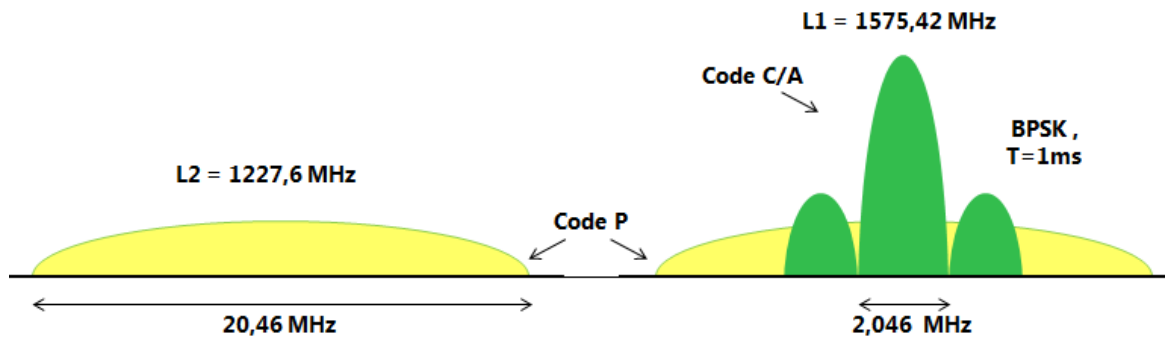 L1 = 1575,42 MHz
Code C/A
BPSK ,
T=1ms
L2 = 1227,6 MHz
Code P
20,46 MHz
2,046 MHz